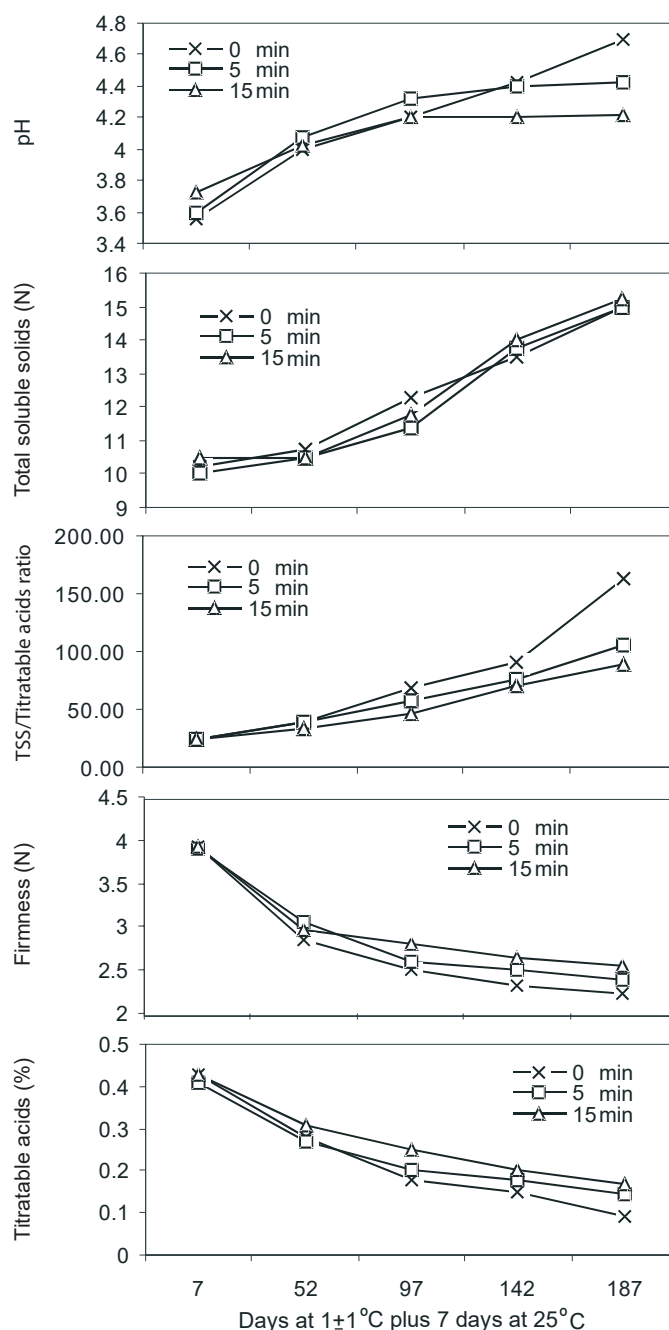 4.8
4.6
4.4
4.2
4
3.8
3.6
3.4
pH
0 min
5 min
15 min
16
15
14
13
12
11
10
9
Total soluble solids (N)
0 min
5 min
15 min
200.00
150.00
100.00
50.00
0.00
TSS/Titratable acids ratio
0 min
5 min
15 min
4.5
4
3.5
3
2.5
2
Firmness (N)
0 min
5 min
15 min
0.5
0.4
0.3
0.2
0.1
0
Titratable acids (%)
0 min
5 min
15 min
7 52 97 142 187
Days at 1±1°C plus 7 days at 25°C